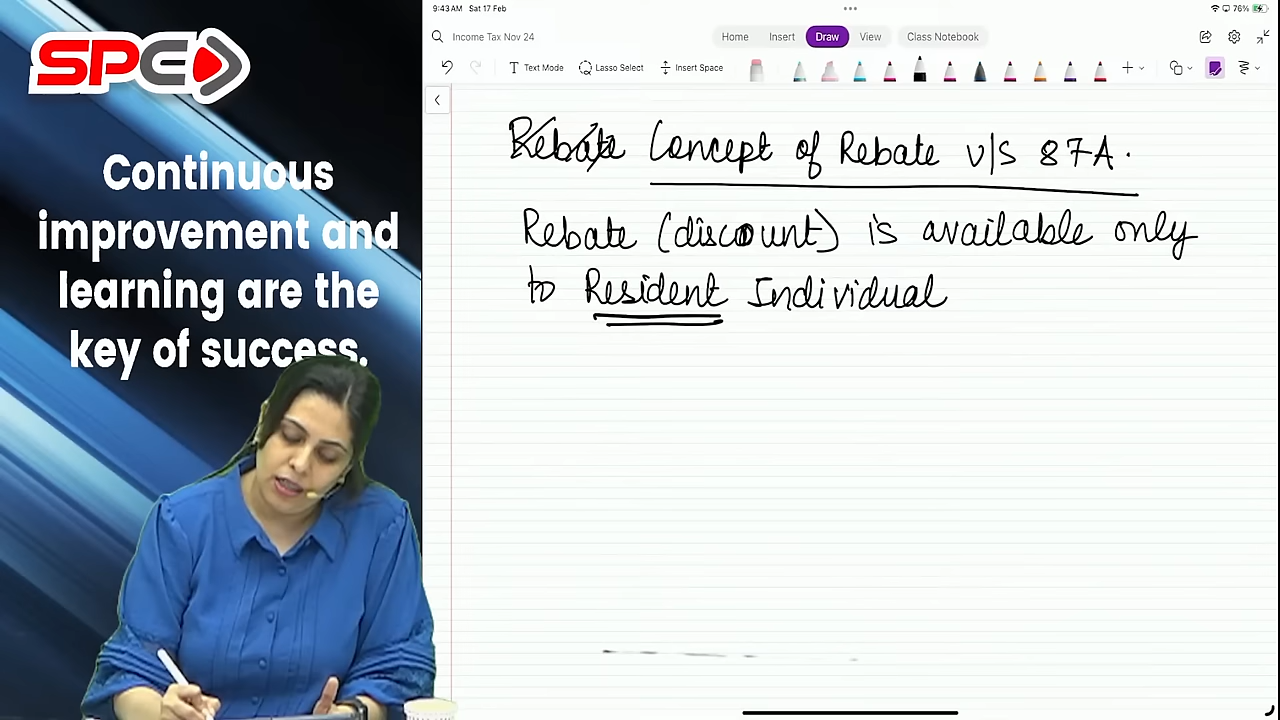 SPE
Continuous
improvement and
learning are the
key of success.
9:43 AM Sat 17 Feb
76%
Income Tax Nov 24
Home Insert Draw View Class Notebook
Text Mode Lasso Select Insert Space
Rebate Concept of Rebate v/s 87A.
Rebate (discount) is available only
to Resident Individual